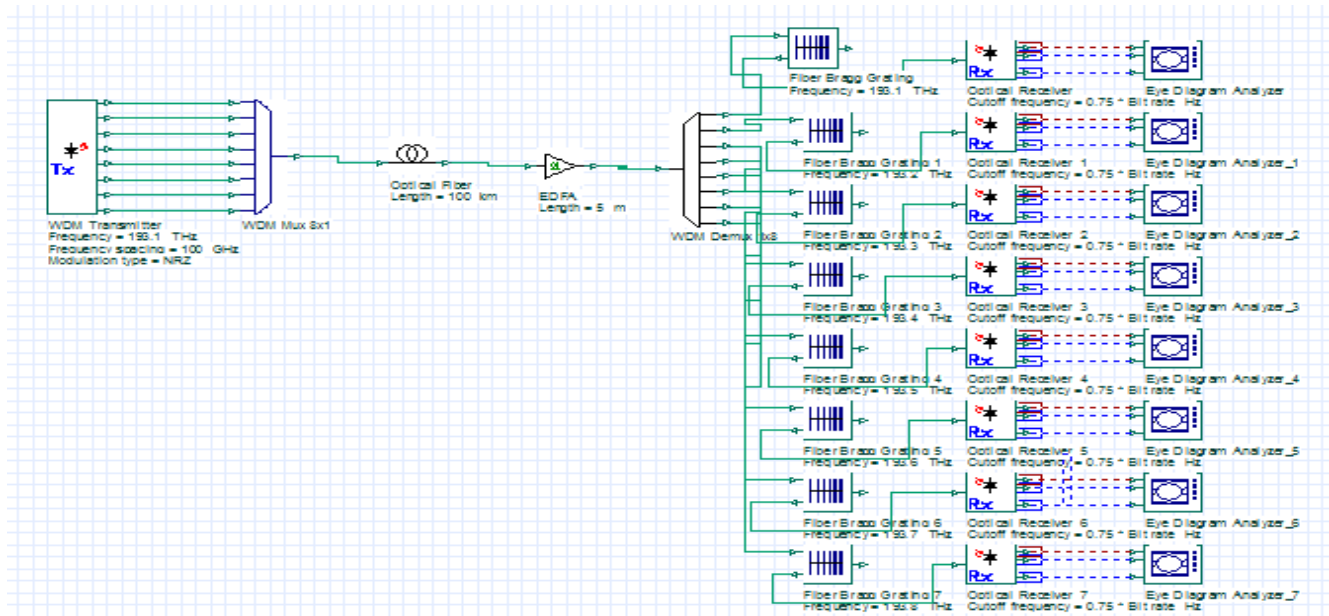 Fiber Bragg Grating
Frequency = 193.1 THz
Rx
Optical Receiver
Cutoff frequency = 0.75 * Bit rate Hz
Eye Diagram Analyzer
Tx
WDM Transmitter
Frequency = 193.1 THz
Frequency spacing = 100 GHz
Modulation type = NRZ
WDM Mux 8x1
Optical Fiber
Length = 100 km
EDFA
Length = 5 m
WDM Demux 1x8
Fiber Bragg Grating 1
Frequency = 193.2 THz
Rx
Optical Receiver 1
Cutoff frequency = 0.75 * Bit rate Hz
Eye Diagram Analyzer_1
Fiber Bragg Grating 2
Frequency = 193.3 THz
Rx
Optical Receiver 2
Cutoff frequency = 0.75 * Bit rate Hz
Eye Diagram Analyzer_2
Fiber Bragg Grating 3
Frequency = 193.4 THz
Rx
Optical Receiver 3
Cutoff frequency = 0.75 * Bit rate Hz
Eye Diagram Analyzer_3
Fiber Bragg Grating 4
Frequency = 193.5 THz
Rx
Optical Receiver 4
Cutoff frequency = 0.75 * Bit rate Hz
Eye Diagram Analyzer_4
Fiber Bragg Grating 5
Frequency = 193.6 THz
Rx
Optical Receiver 5
Cutoff frequency = 0.75 * Bit rate Hz
Eye Diagram Analyzer_5
Fiber Bragg Grating 6
Frequency = 193.7 THz
Rx
Optical Receiver 6
Cutoff frequency = 0.75 * Bit rate Hz
Eye Diagram Analyzer_6
Fiber Bragg Grating 7
Frequency = 193.8 THz
Rx
Optical Receiver 7
Cutoff frequency = 0.75 * Bit rate Hz
Eye Diagram Analyzer_7